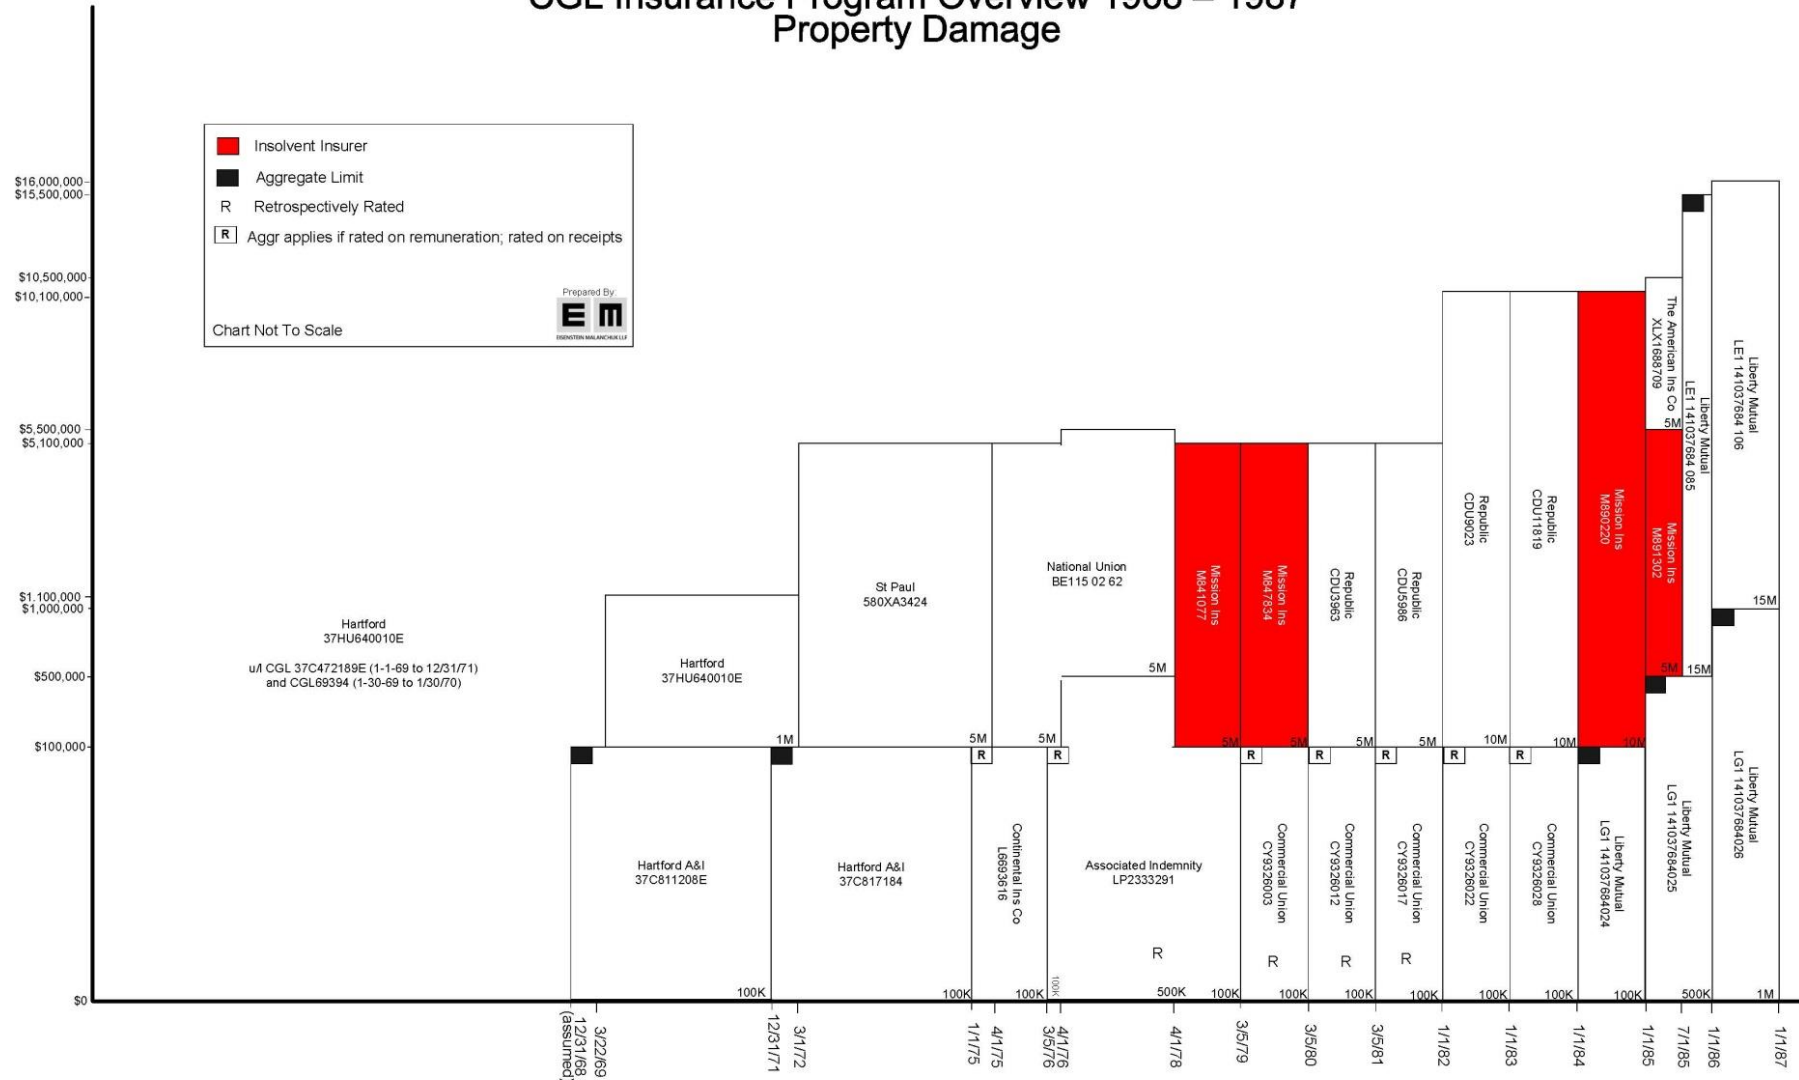 CGL Insurance Program Overview 1968 – 1987
Property Damage
Insolvent Insurer
Aggregate Limit
R Retrospectively Rated
R Aggr applies if rated on remuneration; rated on receipts
Prepared By:
EM
EISENSTEIN MALANCHUK LLP
Chart Not To Scale
$16,000,000
$15,500,000
$10,500,000
$10,100,000
$5,500,000
$5,100,000
$1,100,000
$1,000,000
$500,000
$100,000
$0
Hartford
37HU640010E
u/l CGL 37C472189E (1-1-69 to 12/31/71)
and CGL69394 (1-30-69 to 1/30/70)
Hartford
37HU640010E
1M
St Paul
580XA3424
5M
National Union
BE115 02 62
5M
5M
Mission Ins
M841077
5M
Mission Ins
M847834
5M
Republic
CDU3963
5M
Republic
CDU5986
5M
Republic
CDU9023
10M
Republic
CDU11819
10M
Mission Ins
M890220
10M
The American Ins Co
XLX1688709
5M
Mission Ins
M891302
5M
Liberty Mutual
LE1 141037684 085
15M
Liberty Mutual
LE1 141037684 106
15M
R
R
R
R
R
R
R
Hartford A&I
37C811208E
100K
Hartford A&I
37C817184
100K
Continental Ins Co
L6693616
100K
100K
Associated Indemnity
LP2333291
R
500K
100K
Commercial Union
CY9326003
R
100K
Commercial Union
CY9326012
R
100K
Commercial Union
CY9326017
R
100K
Commercial Union
CY9326022
100K
Commercial Union
CY9326028
100K
Liberty Mutual
LG1 141037684024
100K
Liberty Mutual
LG1 141037684025
500K
Liberty Mutual
LG1 141037684026
1M
12/31/68
(assumed)
3/22/69
12/31/71
3/1/72
1/1/75
4/1/75
3/5/76
4/1/76
4/1/78
3/5/79
3/5/80
3/5/81
1/1/82
1/1/83
1/1/84
1/1/85
7/1/85
1/1/86
1/1/87